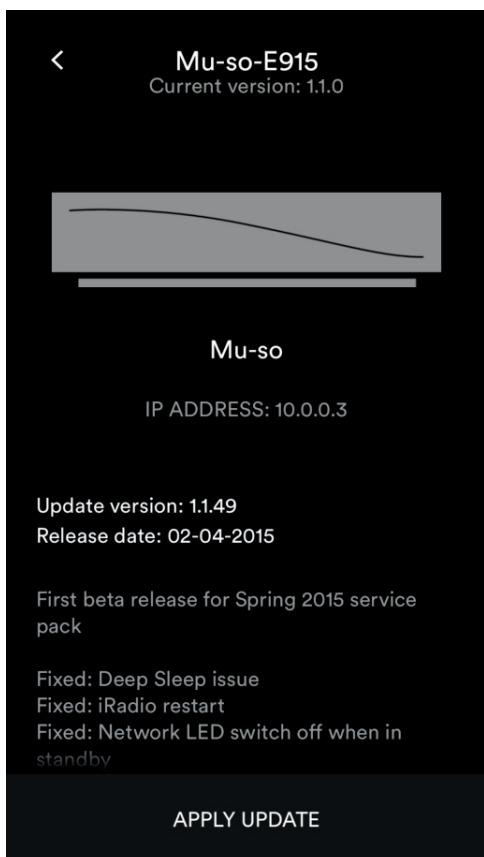 Mu-so-E915
Current version: 1.1.0
Mu-so
IP ADDRESS: 10.0.0.3
Update version: 1.1.49
Release date: 02-04-2015
First beta release for Spring 2015 service
pack
Fixed: Deep Sleep issue
Fixed: iRadio restart
Fixed: Network LED switch off when in
standby
APPLY UPDATE